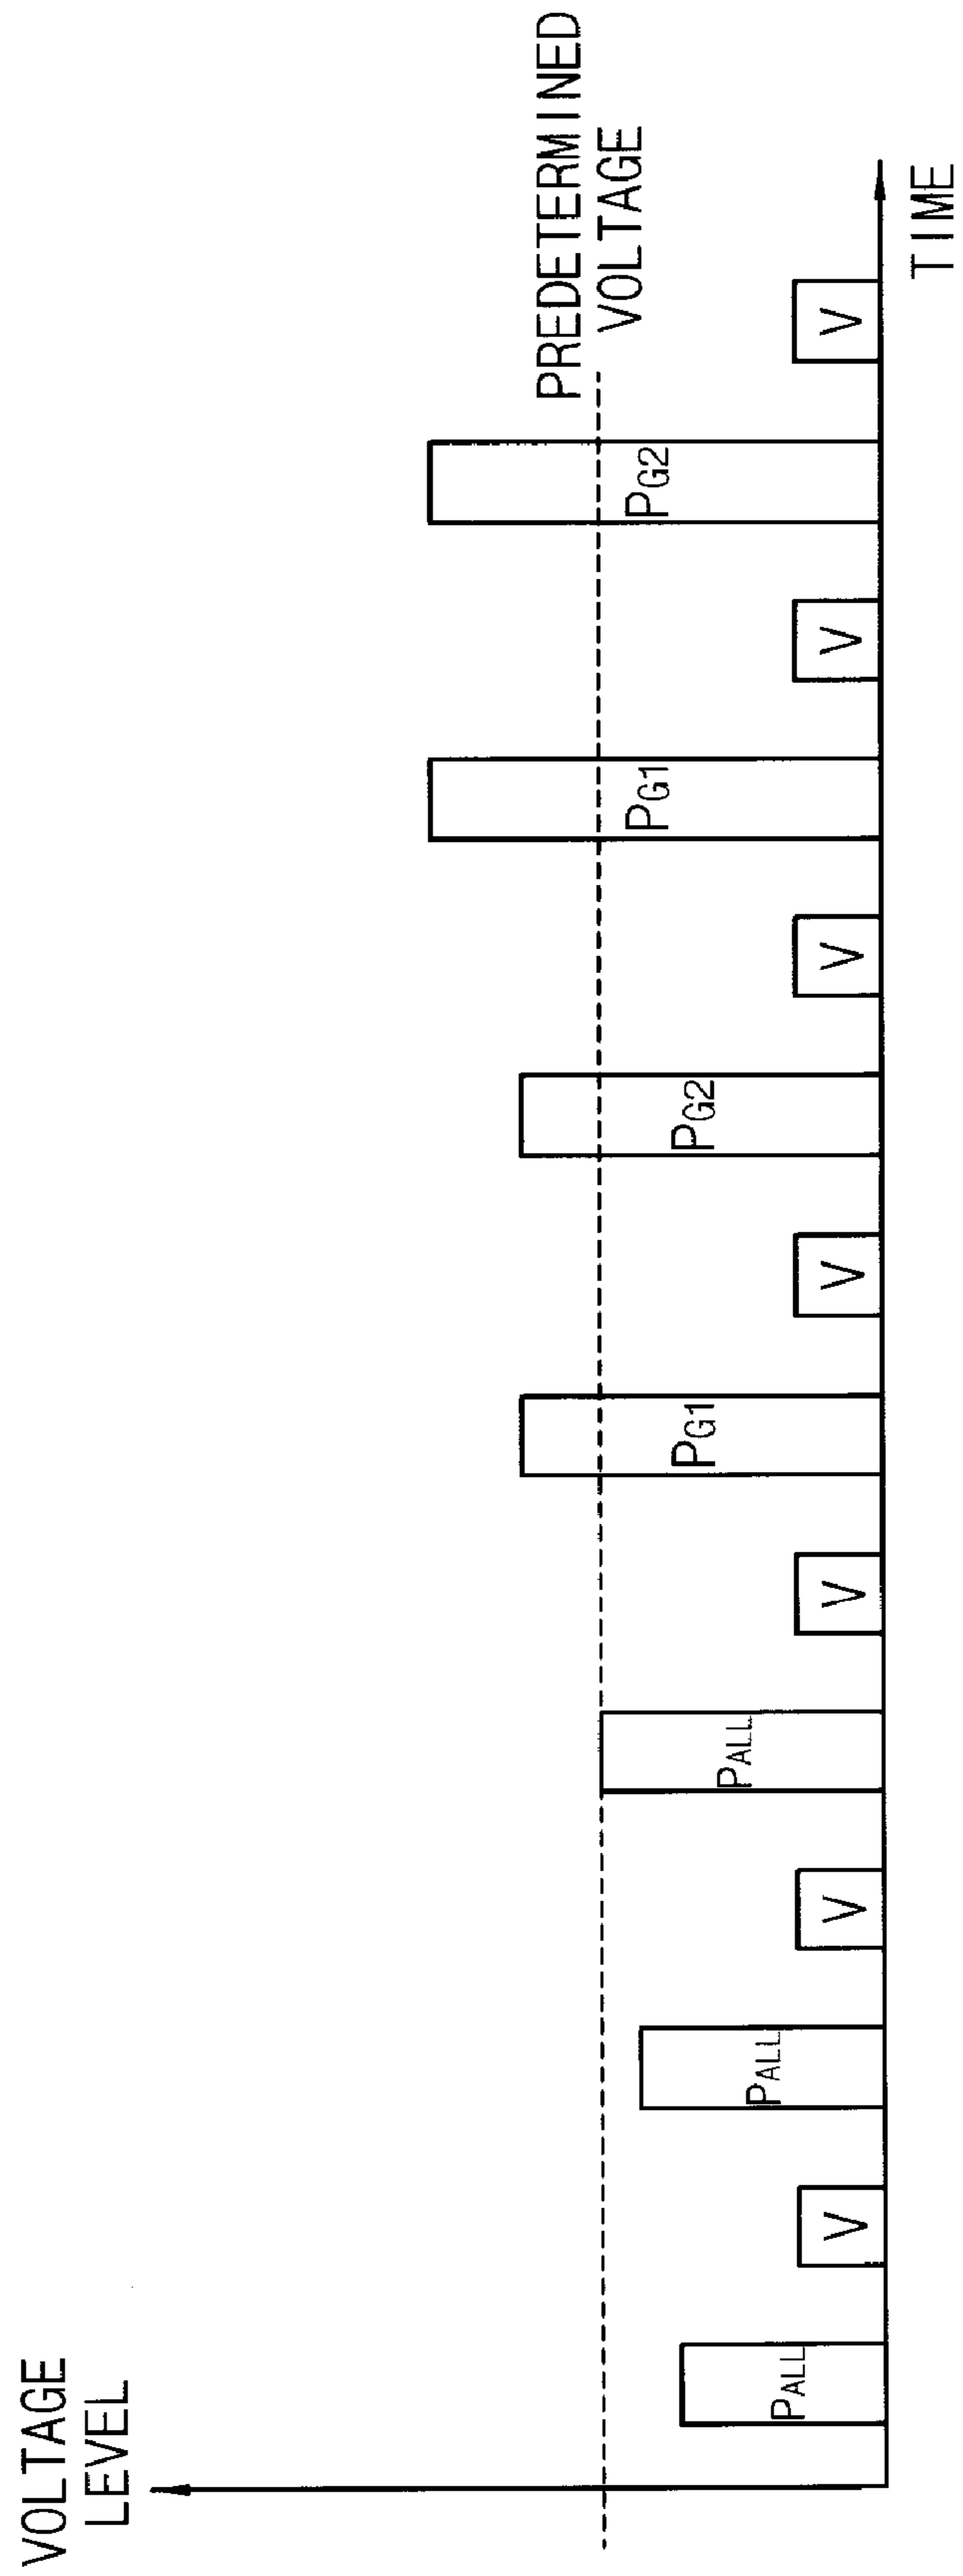 VOLTAGE
LEVEL
PREDETERMINED
VOLTAGE
PALL
V
PALL
V
PALL
V
PG1
V
PG2
V
PG1
V
PG2
V
TIME